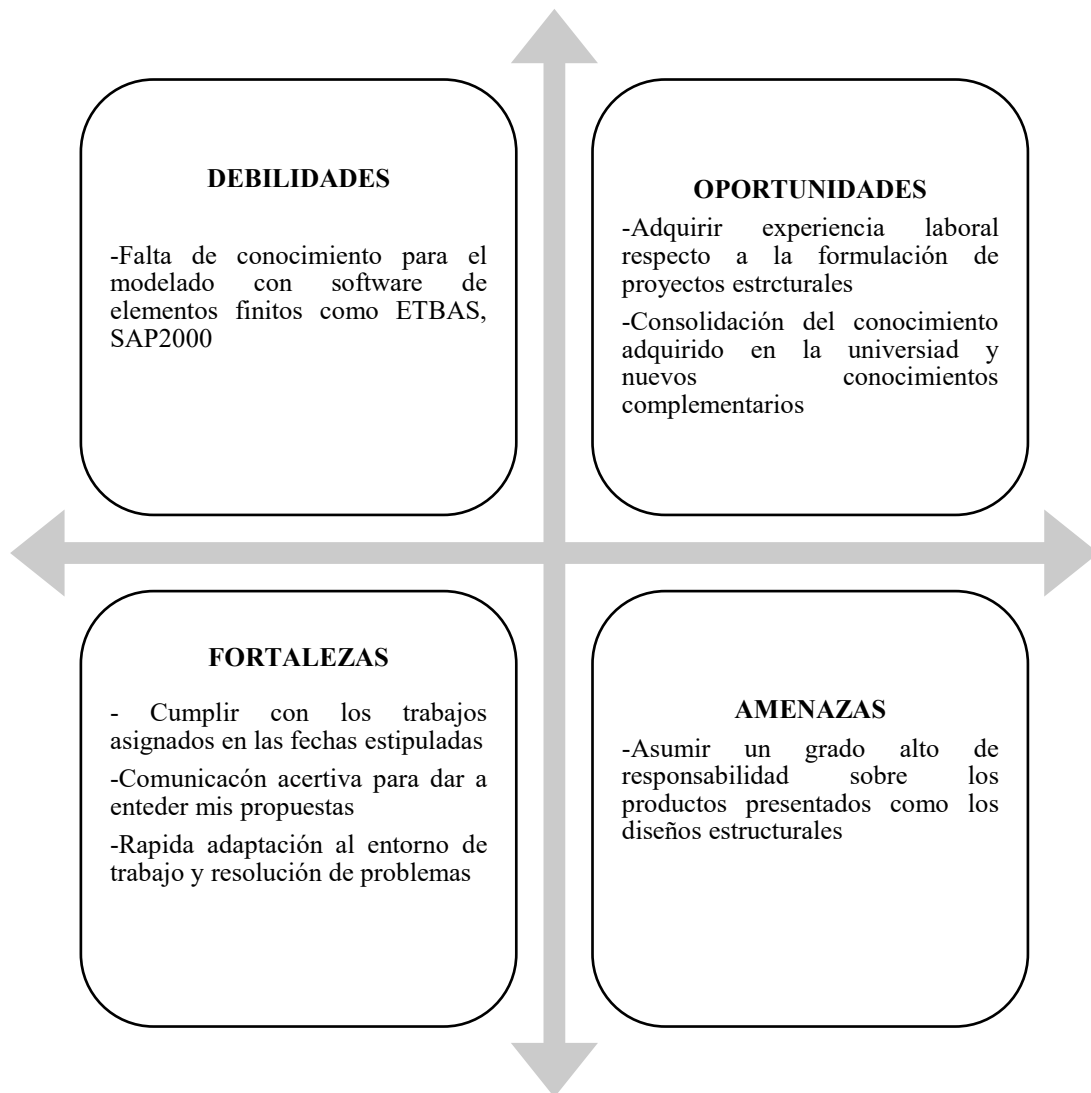 DEBILIDADES
-Falta de conocimiento para el
modelado con software de
elementos finitos como ETBAS,
SAP2000
OPORTUNIDADES
-Adquirir experiencia laboral
respecto a la formulación de
proyectos estrcturales
-Consolidación del conocimiento
adquirido en la universiad y
nuevos conocimientos
complementarios
FORTALEZAS
- Cumplir con los trabajos
asignados en las fechas estipuladas
-Comunicacón acertiva para dar a
enteder mis propuestas
-Rapida adaptación al entorno de
trabajo y resolución de problemas
AMENAZAS
-Asumir un grado alto de
responsabilidad sobre los
productos presentados como los
diseños estructurales